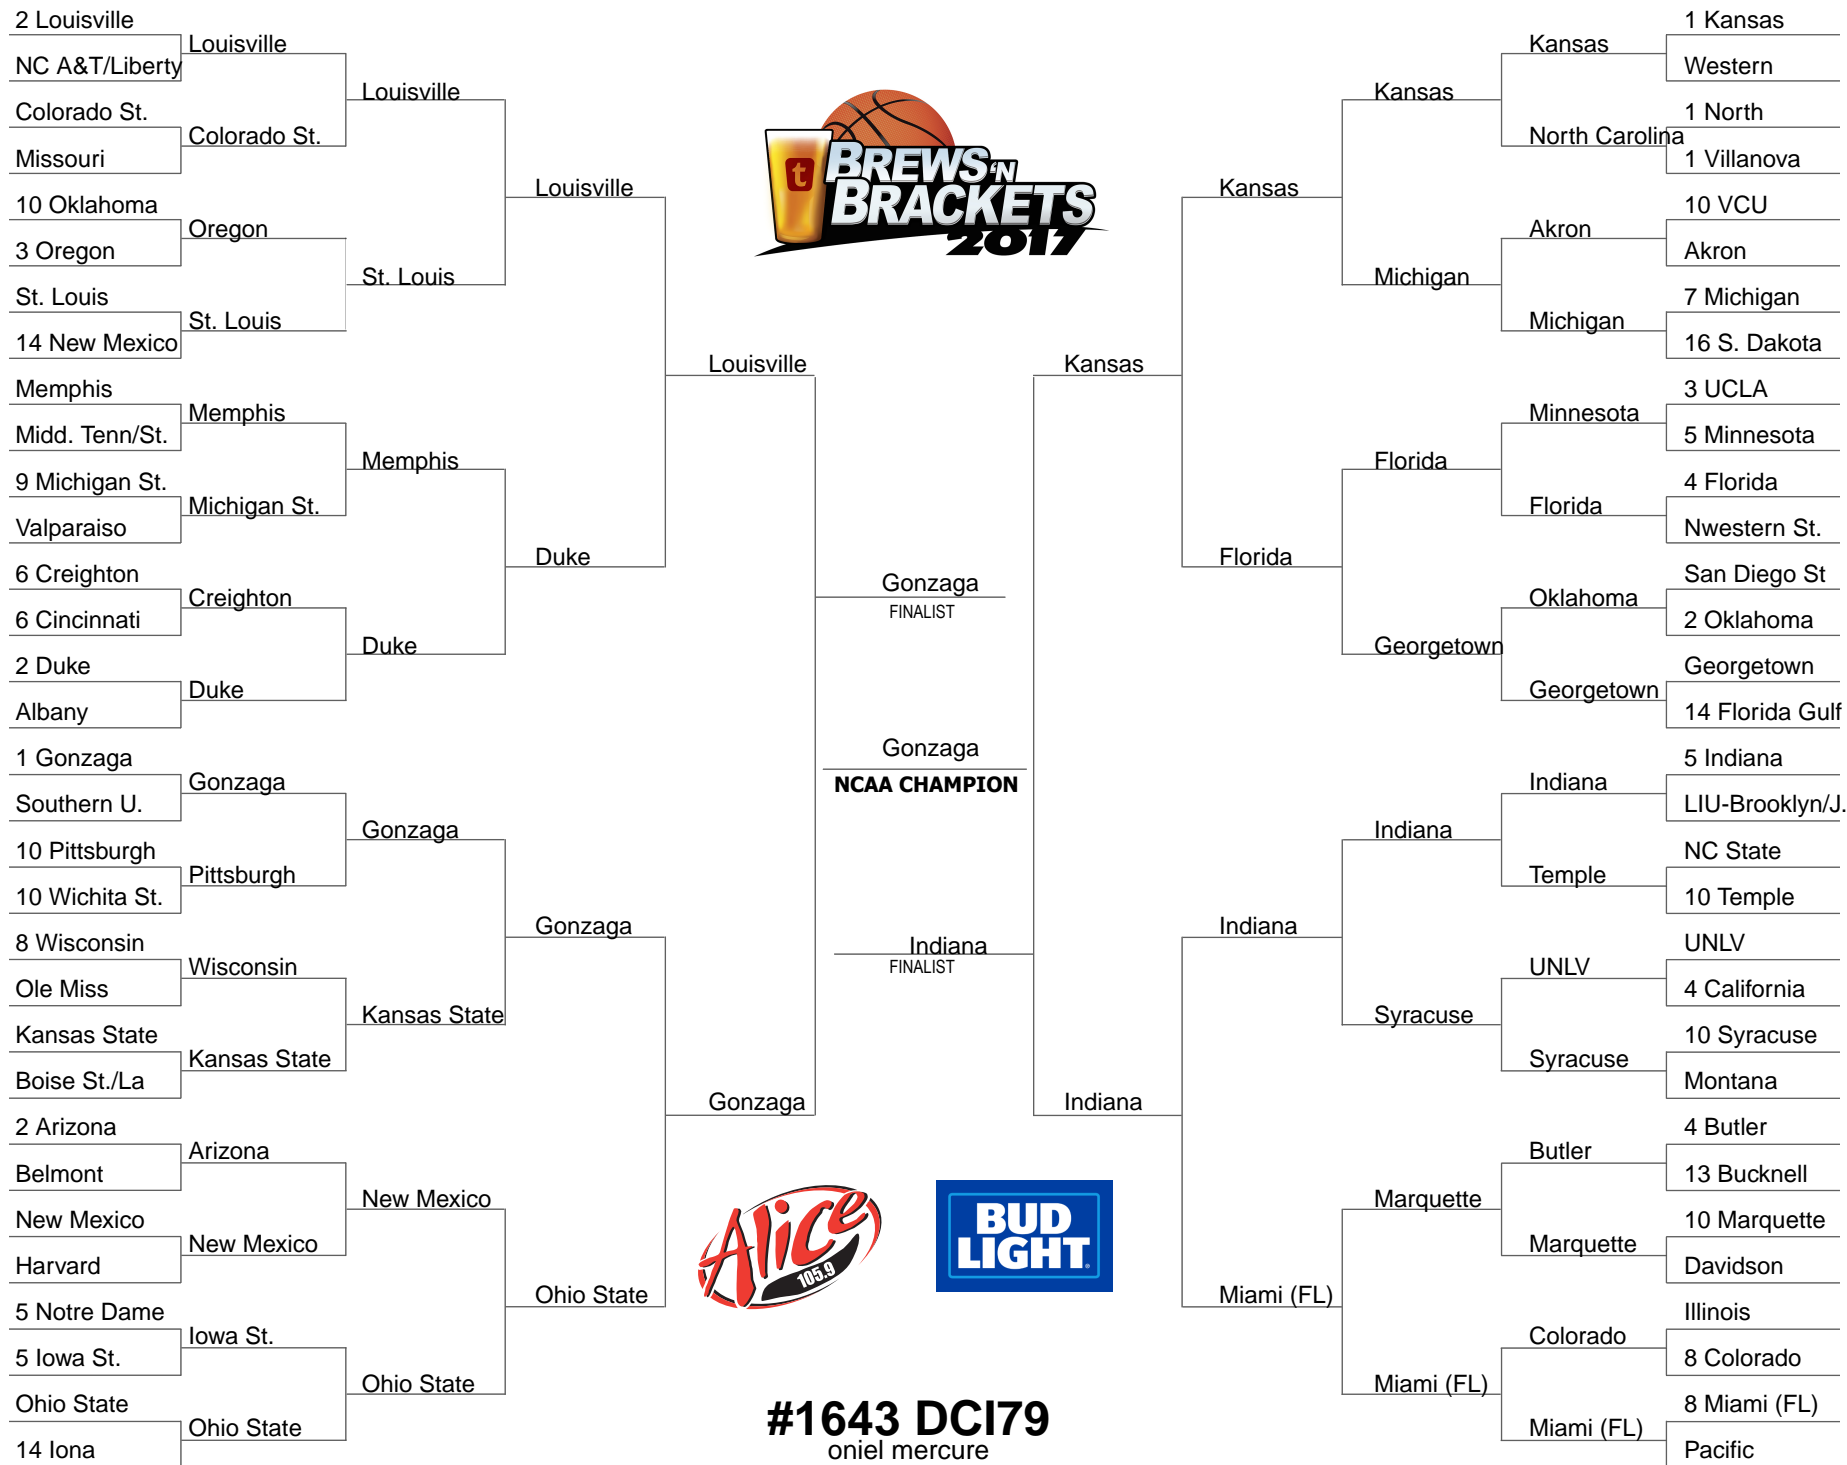 2 Louisville
NC A&T/Liberty
Colorado St.
Missouri
10 Oklahoma
3 Oregon
St. Louis
14 New Mexico
Memphis
Midd. Tenn/St.
9 Michigan St.
Valparaiso
6 Creighton
6 Cincinnati
2 Duke
Albany
1 Gonzaga
Southern U.
10 Pittsburgh
10 Wichita St.
8 Wisconsin
Ole Miss
Kansas State
Boise St./La
2 Arizona
Belmont
New Mexico
Harvard
5 Notre Dame
5 Iowa St.
Ohio State
14 Iona
Louisville
Colorado St.
Oregon
St. Louis
Memphis
Michigan St.
Creighton
Duke
Gonzaga
Pittsburgh
Wisconsin
Kansas State
Arizona
New Mexico
Iowa St.
Ohio State
Louisville
St. Louis
Memphis
Duke
Gonzaga
Kansas State
New Mexico
Ohio State
Louisville
Duke
Gonzaga
Ohio State
Louisville
Gonzaga
t
BREWS 'N
BRACKETS
2017
Gonzaga
FINALIST
Gonzaga
NCAA CHAMPION
Indiana
FINALIST
Alice
105.9
BUD
LIGHT
#1643 DCI79
oniel mercure
Kansas
Indiana
Kansas
Florida
Indiana
Miami (FL)
Kansas
Michigan
Florida
Georgetown
Indiana
Syracuse
Marquette
Miami (FL)
Kansas
North Carolina
Akron
Michigan
Minnesota
Florida
Oklahoma
Georgetown
Indiana
Temple
UNLV
Syracuse
Butler
Marquette
Colorado
Miami (FL)
1 Kansas
Western
1 North
1 Villanova
10 VCU
Akron
7 Michigan
16 S. Dakota
3 UCLA
5 Minnesota
4 Florida
Nwestern St.
San Diego St
2 Oklahoma
Georgetown
14 Florida Gulf
5 Indiana
LIU-Brooklyn/J.
NC State
10 Temple
UNLV
4 California
10 Syracuse
Montana
4 Butler
13 Bucknell
10 Marquette
Davidson
Illinois
8 Colorado
8 Miami (FL)
Pacific